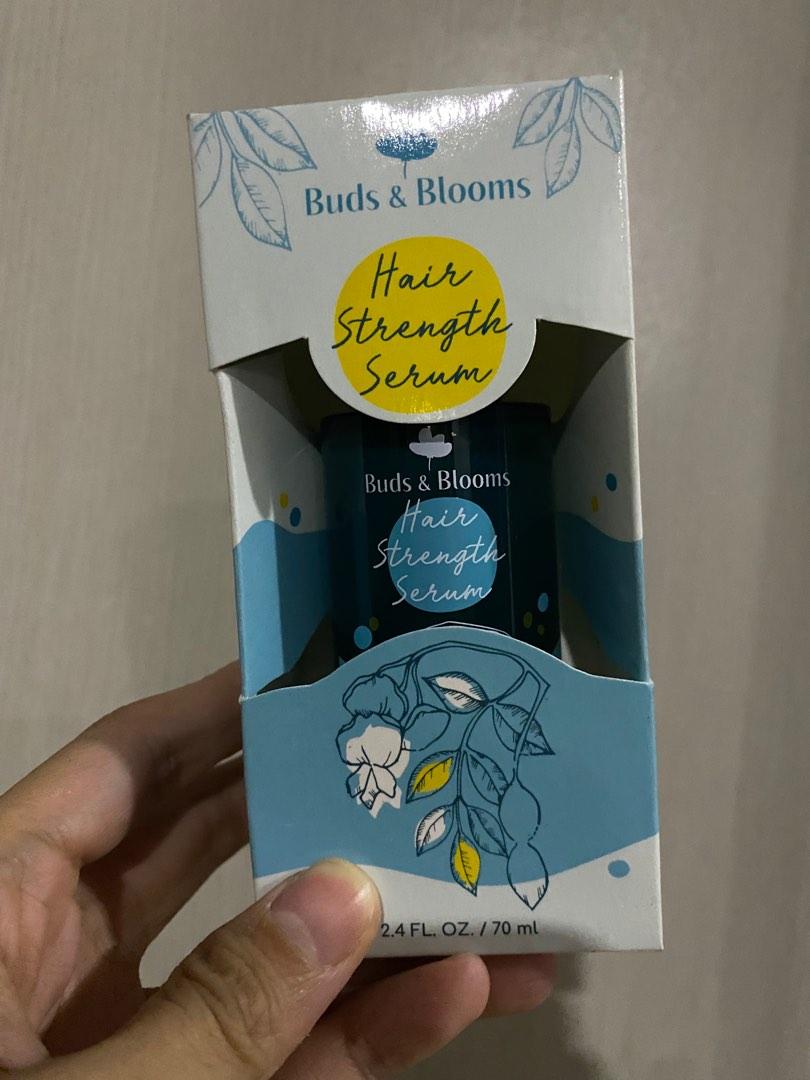 Buds & Blooms
Hair
Strength
Serum
Buds & Blooms
Hair
Strength
Serum
2.4 FL. OZ. / 70 ml